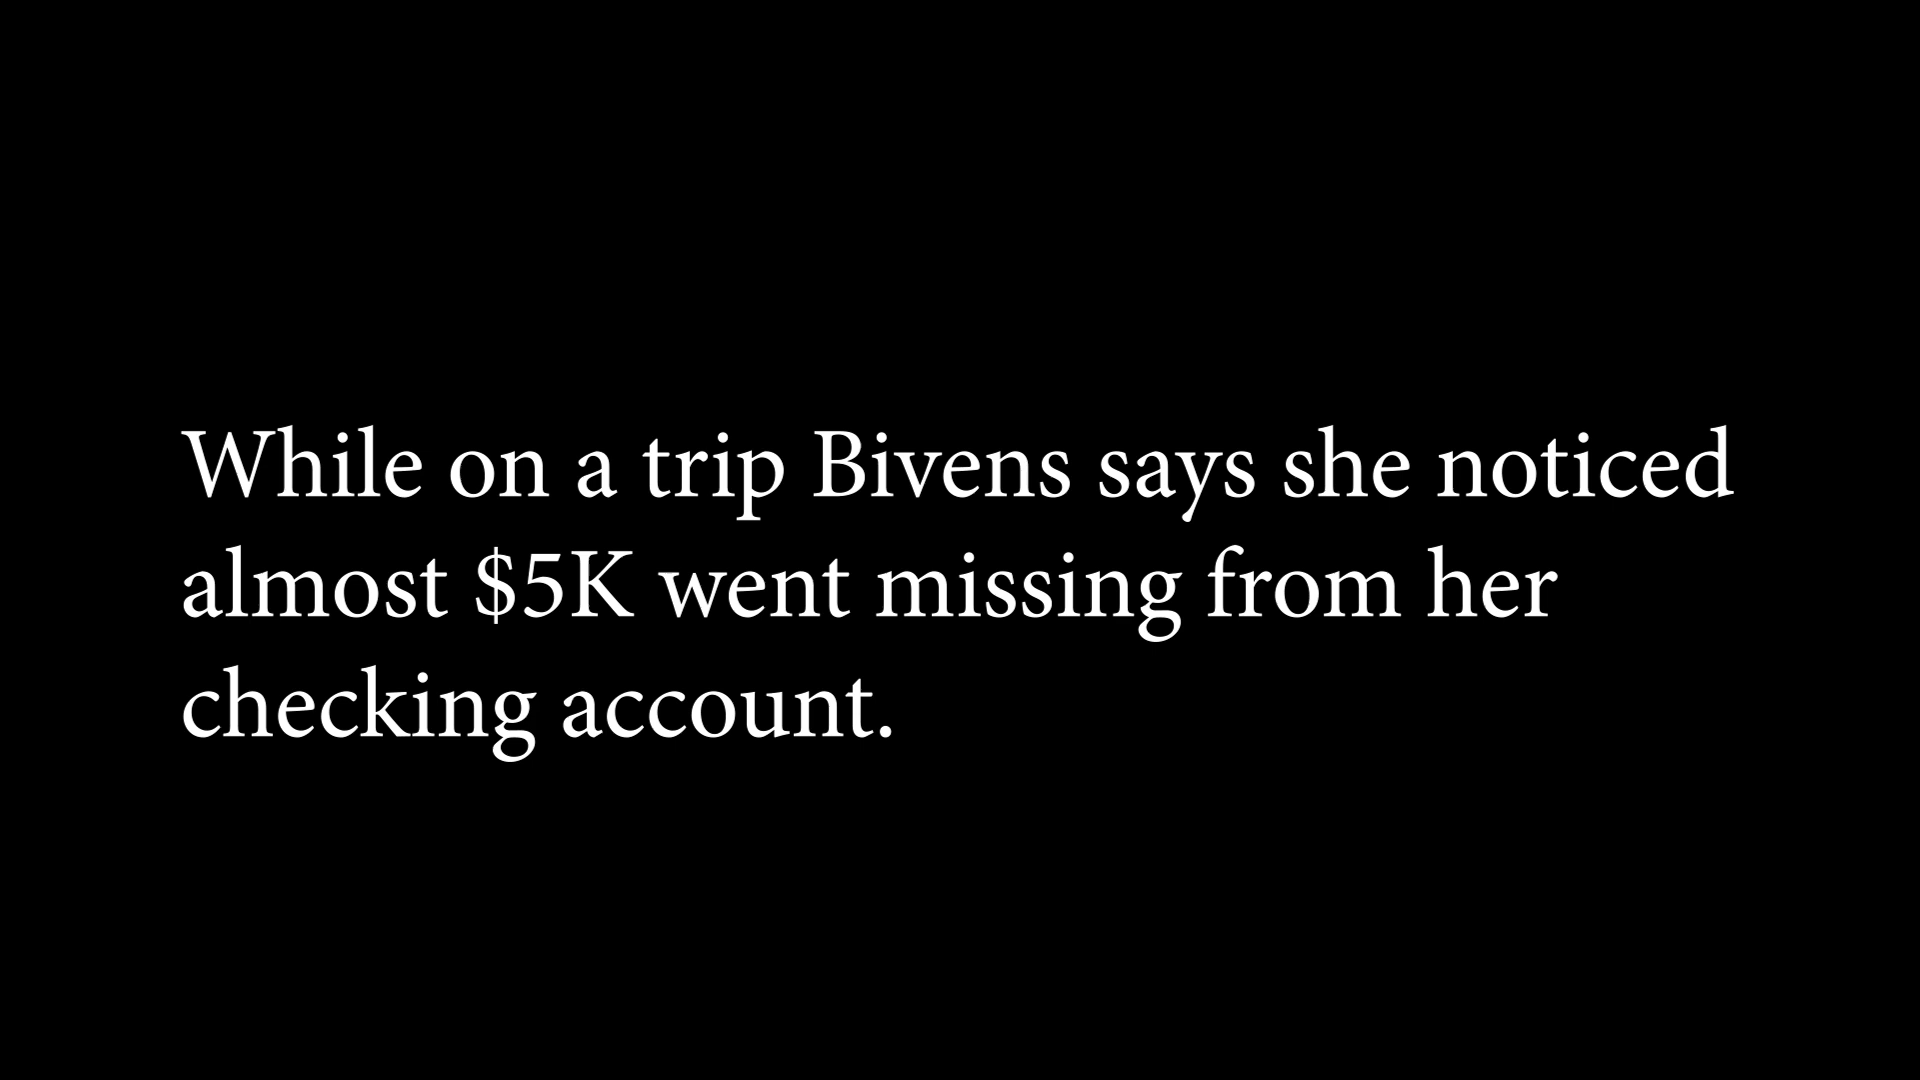 While on a trip Bivens says she noticed
almost $5K went missing from her
checking account.